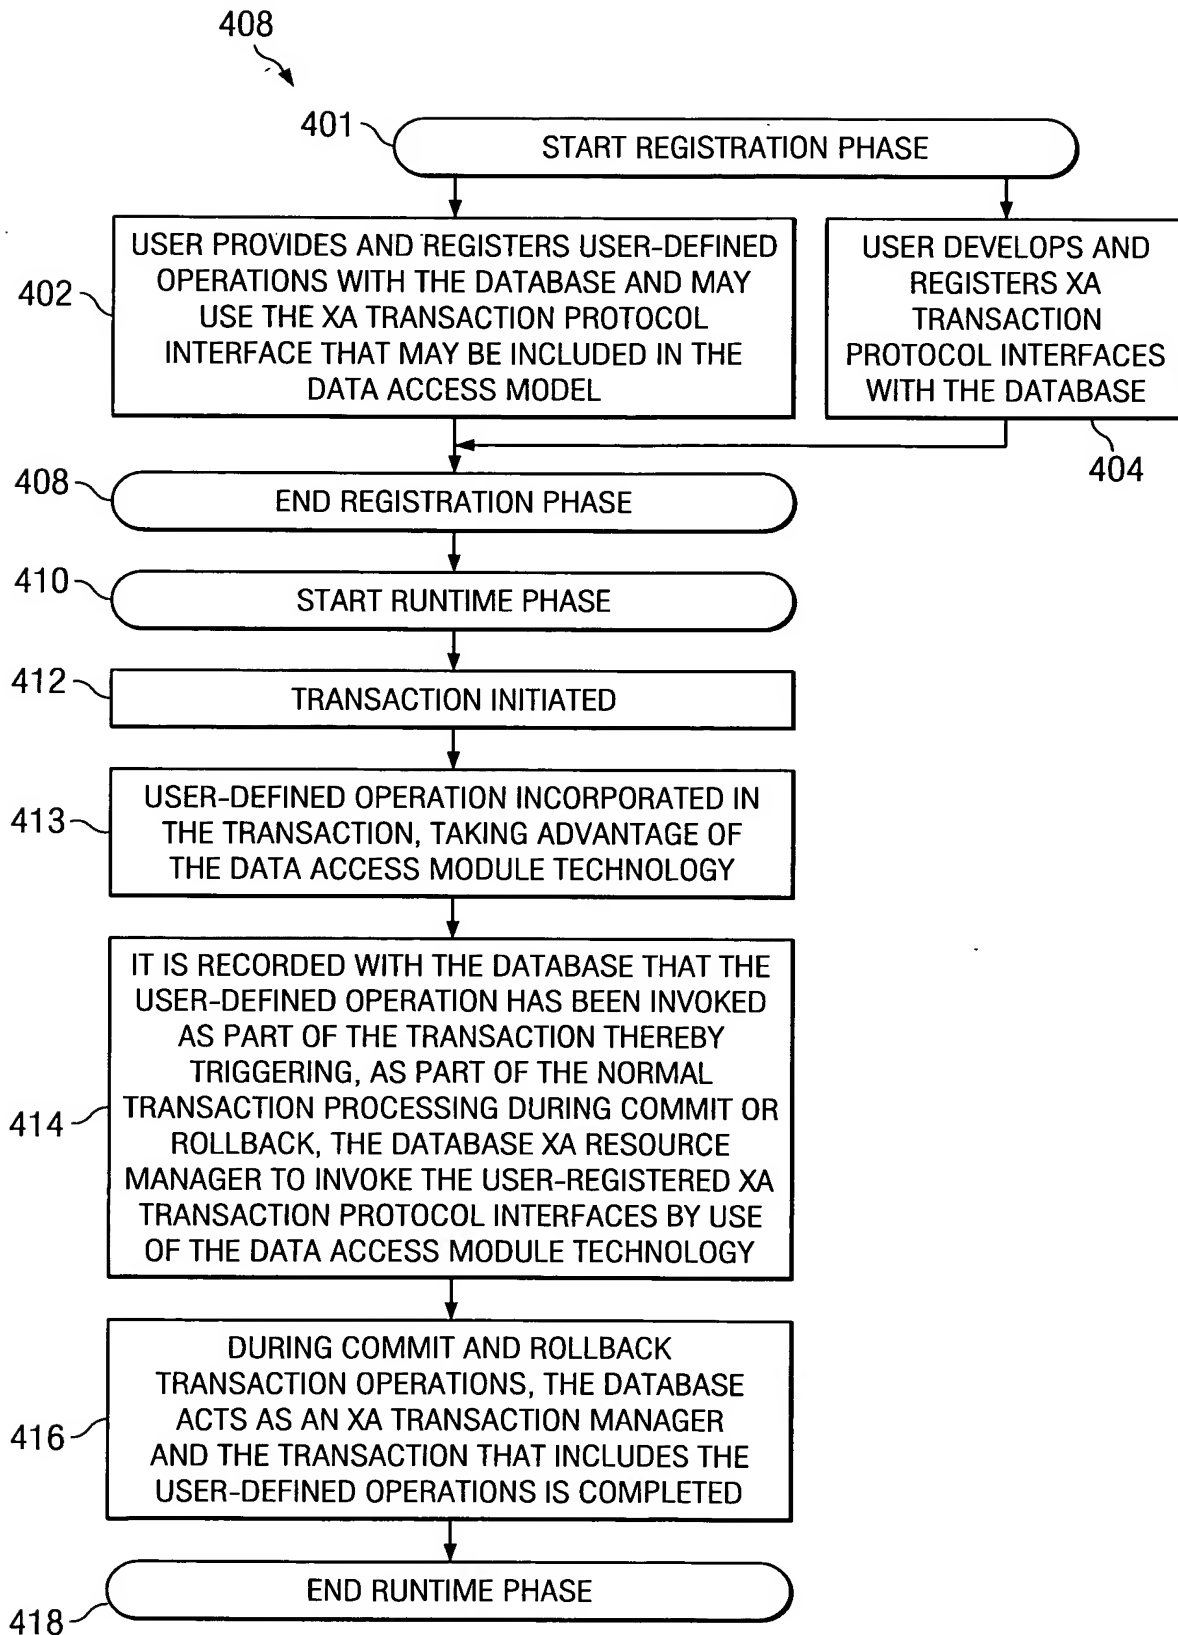 408
401
START REGISTRATION PHASE
402
USER PROVIDES AND REGISTERS USER-DEFINED
OPERATIONS WITH THE DATABASE AND MAY
USE THE XA TRANSACTION PROTOCOL
INTERFACE THAT MAY BE INCLUDED IN THE
DATA ACCESS MODEL
USER DEVELOPS AND
REGISTERS XA
TRANSACTION
PROTOCOL INTERFACES
WITH THE DATABASE
404
408
END REGISTRATION PHASE
410
START RUNTIME PHASE
412
TRANSACTION INITIATED
413
USER-DEFINED OPERATION INCORPORATED IN
THE TRANSACTION, TAKING ADVANTAGE OF
THE DATA ACCESS MODULE TECHNOLOGY
414
IT IS RECORDED WITH THE DATABASE THAT THE
USER-DEFINED OPERATION HAS BEEN INVOKED
AS PART OF THE TRANSACTION THEREBY
TRIGGERING, AS PART OF THE NORMAL
TRANSACTION PROCESSING DURING COMMIT OR
ROLLBACK, THE DATABASE XA RESOURCE
MANAGER TO INVOKE THE USER-REGISTERED XA
TRANSACTION PROTOCOL INTERFACES BY USE
OF THE DATA ACCESS MODULE TECHNOLOGY
416
DURING COMMIT AND ROLLBACK
TRANSACTION OPERATIONS, THE DATABASE
ACTS AS AN XA TRANSACTION MANAGER
AND THE TRANSACTION THAT INCLUDES THE
USER-DEFINED OPERATIONS IS COMPLETED
418
END RUNTIME PHASE